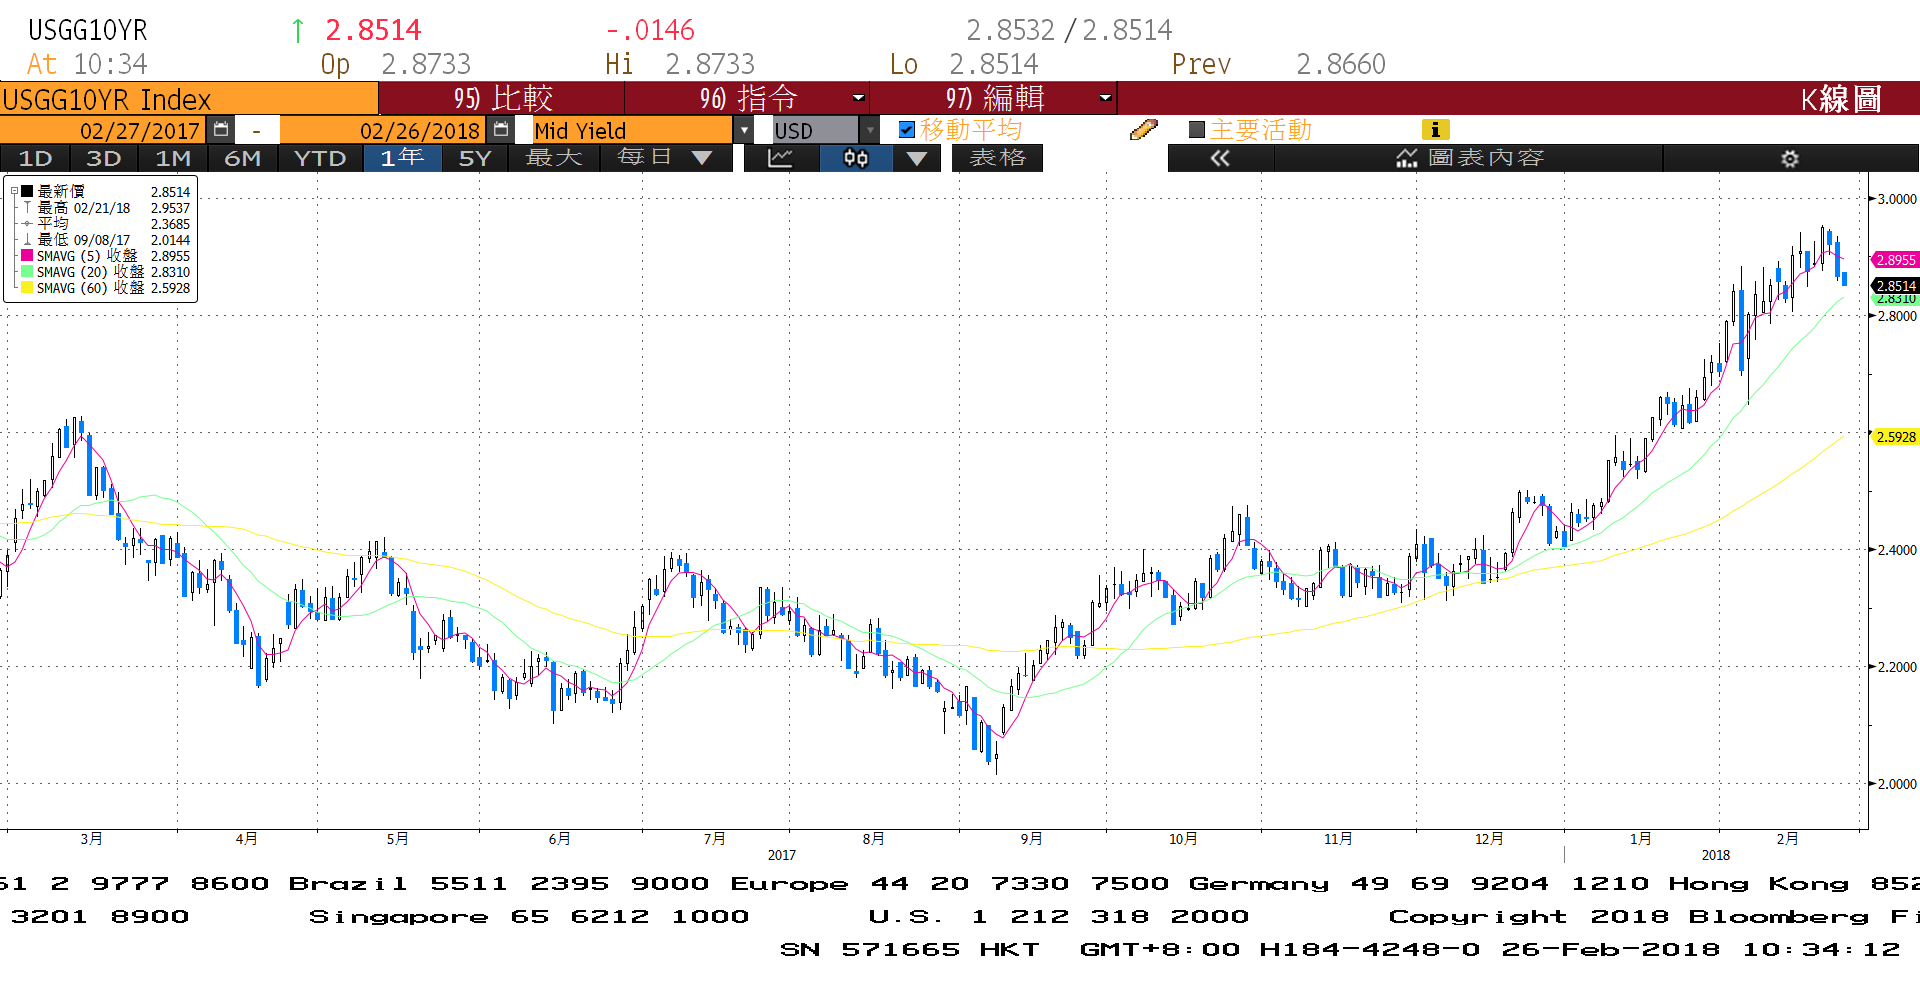 USGG10YR ↑ 2.8514 -.0146 2.8532 / 2.8514
At 10:34 Op 2.8733 Hi 2.8733 Lo 2.8514 Prev 2.8660
USGG10YR Index 95) 比較 96) 指令 97) 編輯 K線圖
02/27/2017 - 02/26/2018 Mid Yield USD 移動平均 主要活動 i
1D 3D 1M 6M YTD 1年 5Y 最大 每日 ▼ ▼ 表格 « 圖表內容
最新價 2.8514
最高 02/21/18 2.9537
平均 2.3685
最低 09/08/17 2.0144
SMAVG (5) 收盤 2.8955
SMAVG (20) 收盤 2.8310
SMAVG (60) 收盤 2.5928
3.0000
2.8955
2.8514
2.8310
2.8000
2.5928
2.4000
2.2000
2.0000
3月 4月 5月 6月 7月 8月 9月 10月 11月 12月 1月 2月
2017 2018
61 2 9777 8600 Brazil 5511 2395 9000 Europe 44 20 7330 7500 Germany 49 69 9204 1210 Hong Kong 852
3201 8900 Singapore 65 6212 1000 U.S. 1 212 318 2000 Copyright 2018 Bloomberg Fi
SN 571665 HKT GMT+8:00 H184-4248-0 26-Feb-2018 10:34:12